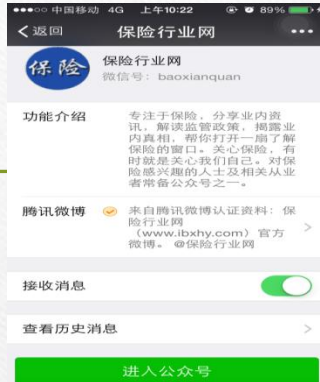 中国移动 4G 上午10:22 89%
返回 保险行业网
保险 保险行业网
微信号：baoxianquan
功能介绍 专注于保险，分享业内资
讯，解读监管政策，揭露业
内真相，帮你打开一扇了解
保险的窗口。关心保险，有
时就是关心我们自己。对保
险感兴趣的人士及相关从业
者常备公众号之一。
腾讯微博 来自腾讯微博认证资料：保
险行业网
（www.ibxhy.com）官方
微博。@保险行业网
接收消息
查看历史消息
进入公众号